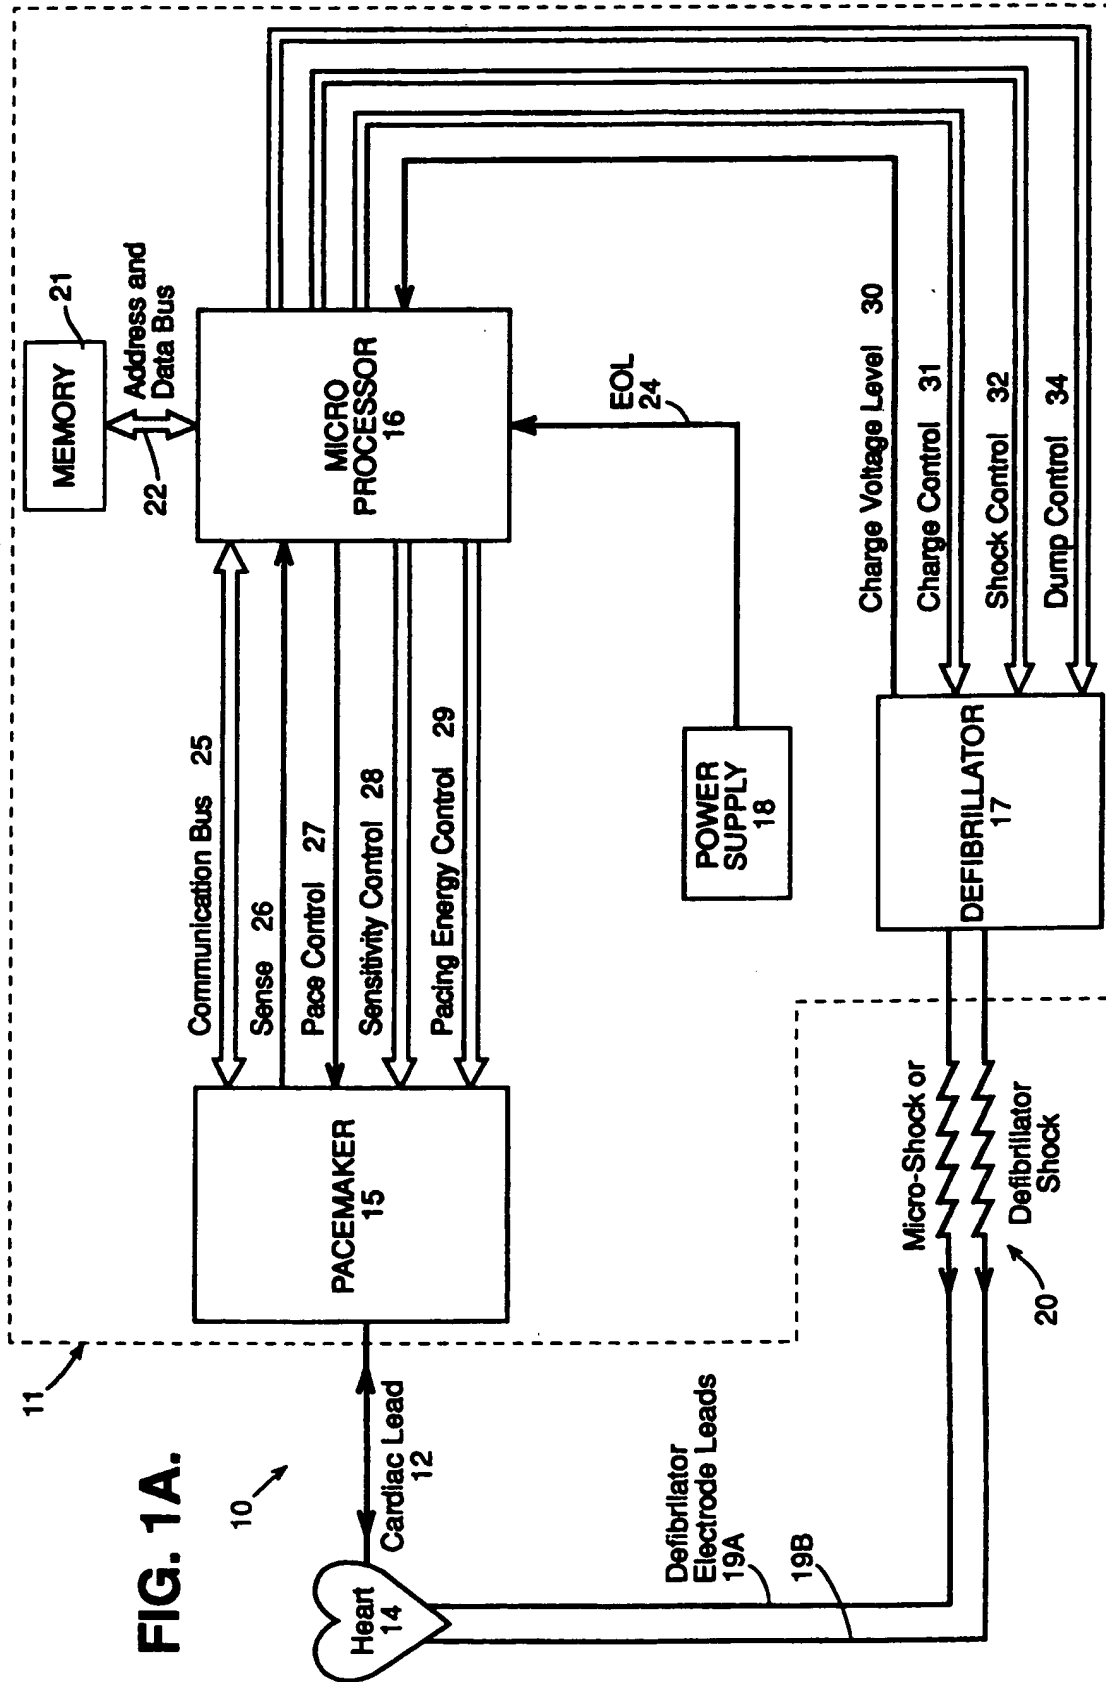 FIG. 1A.
10
11
Heart
14
Cardiac Lead
12
PACEMAKER
15
Communication Bus 25
Sense 26
Pace Control 27
Sensitivity Control 28
Pacing Energy Control 29
MICRO
PROCESSOR
16
MEMORY
21
22
Address and
Data Bus
EOL
24
POWER
SUPPLY
18
Defibrillator
Electrode Leads
19A
19B
Micro-Shock or
Defibrillator
Shock
20
DEFIBRILLATOR
17
Charge Voltage Level 30
Charge Control 31
Shock Control 32
Dump Control 34